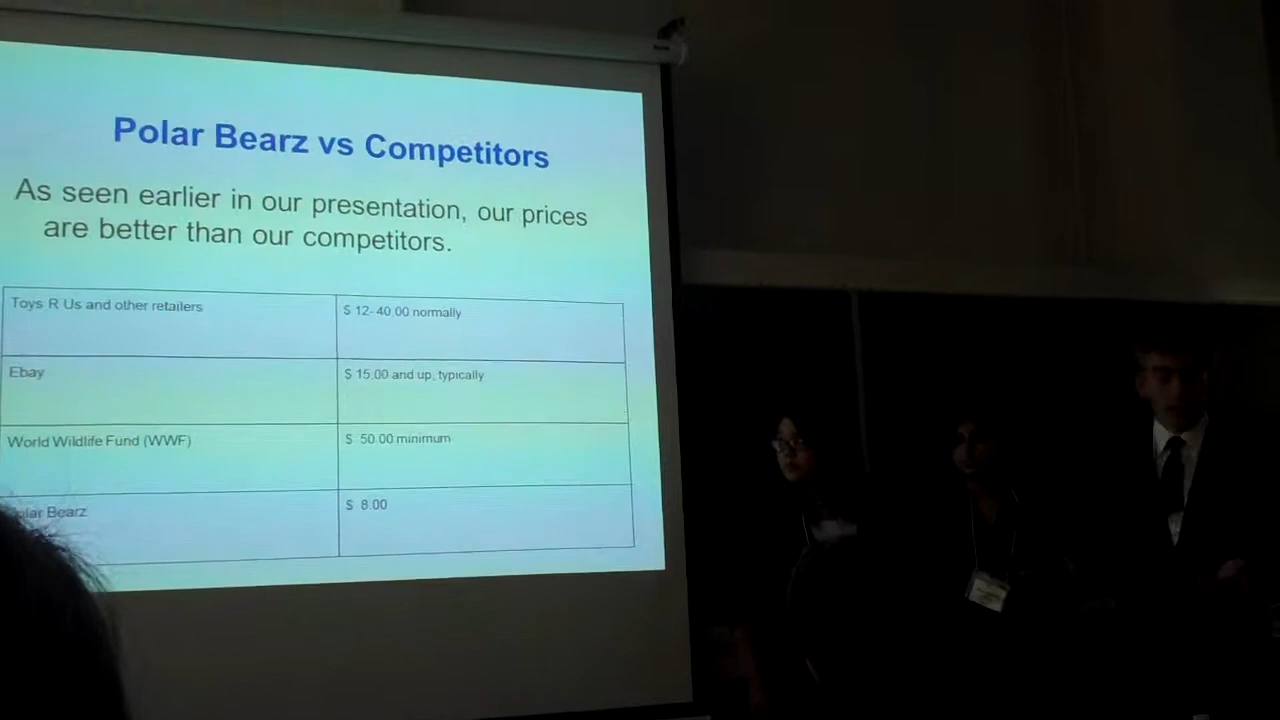 Polar Bearz vs Competitors
As seen earlier in our presentation, our prices
are better than our competitors.
Toys R Us and other retailers $ 12-40.00 normally
Ebay $ 15.00 and up, typically
World Wildlife Fund (WWF) $ 50.00 minimum
Bearz $ 8.00